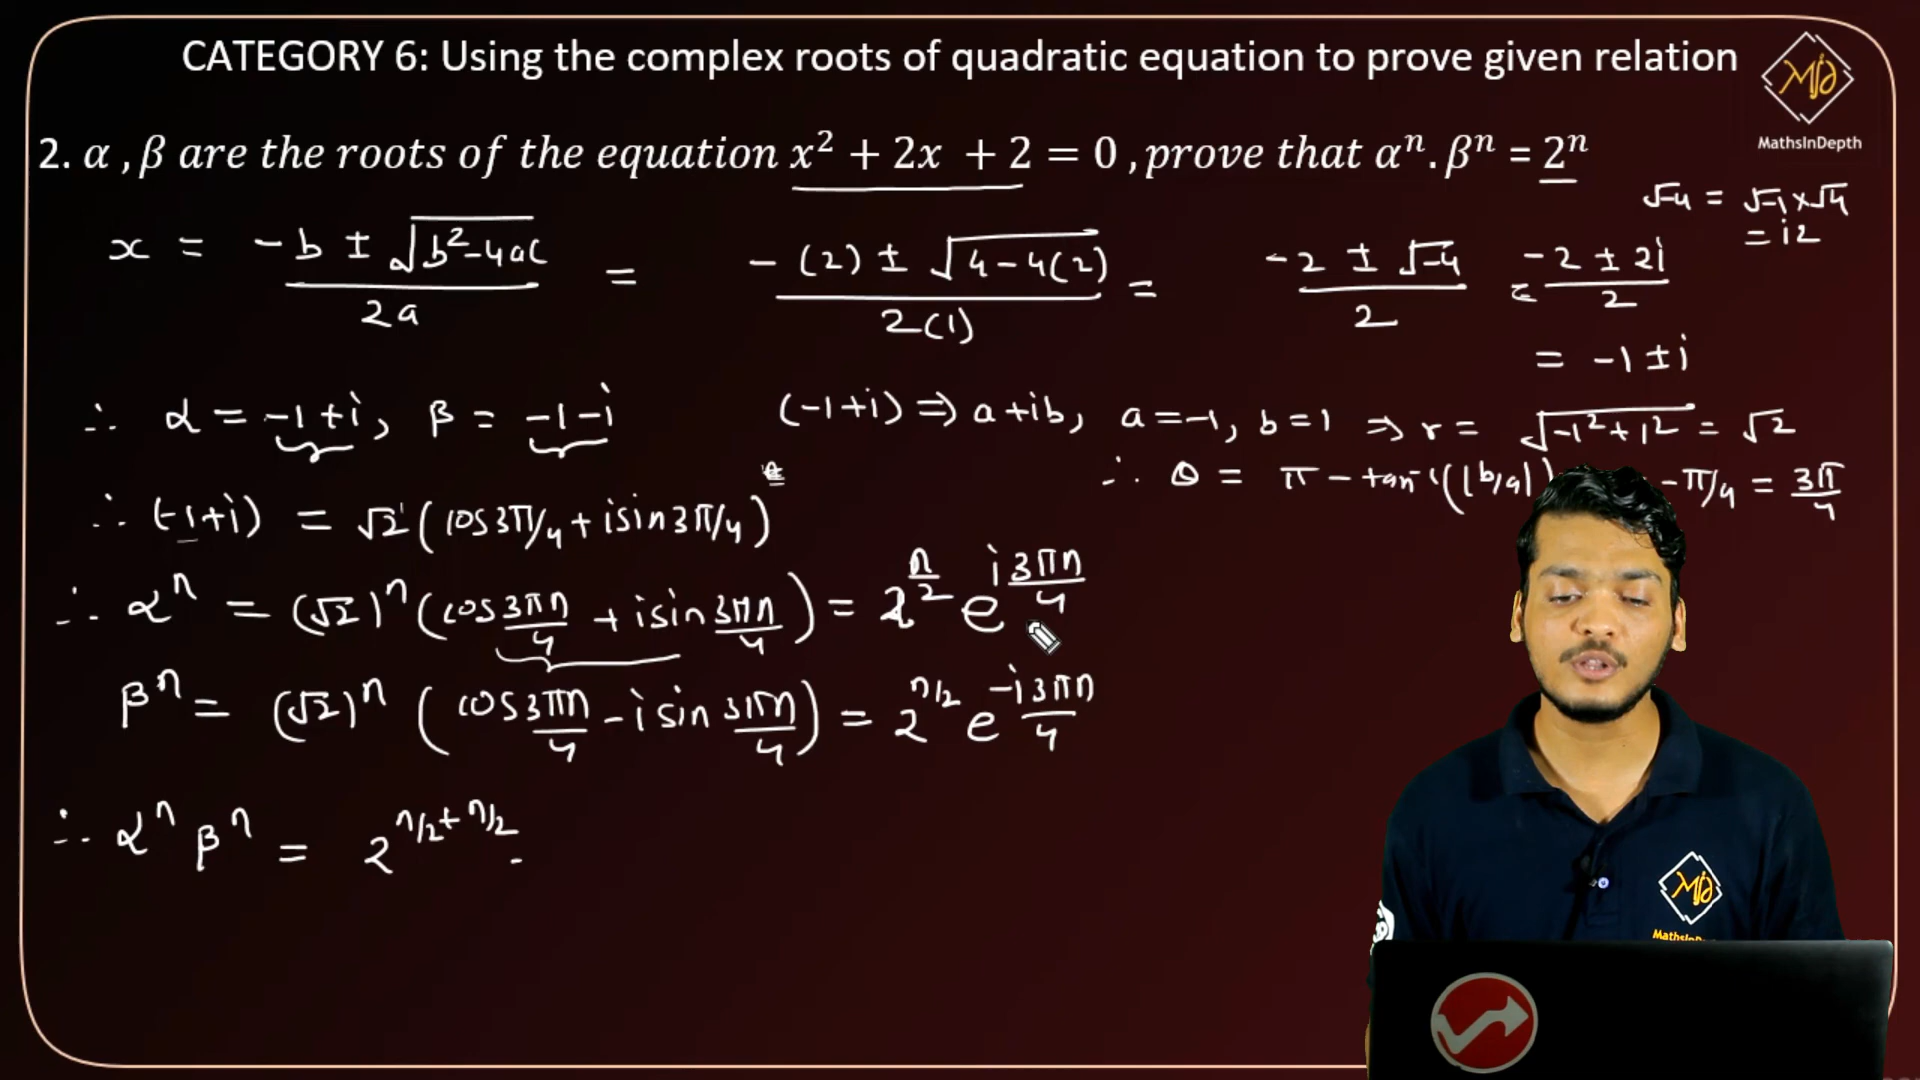 CATEGORY 6: Using the complex roots of quadratic equation to prove given relation
MathsInDepth
2. α , β are the roots of the equation x² + 2x + 2 = 0 , prove that αⁿ. βⁿ = 2ⁿ
√-4 = √-1 × √4
= i2
x = (-b ± √(b²-4ac))/2a = (-(2) ± √(4-4(2)))/2(1) = (-2 ± √-4)/2 = (-2 ± 2i)/2
= -1 ± i
∴ α = -1+i, β = -1-i (-1+i) ⇒ a+ib, a=-1, b=1 ⇒ r = √(-1²+1²) = √2
∴ θ = π - tan⁻¹(|b/a|) - π/4 = 3π/4
∴ (-1+i) = √2 (cos3π/4 + isin3π/4)
∴ αⁿ = (√2)ⁿ (cos 3πn/4 + isin 3πn/4) = 2^(n/2) e^(i3πn/4)
βⁿ = (√2)ⁿ (cos 3πn/4 - i sin 3πn/4) = 2^(n/2) e^(-i3πn/4)
∴ αⁿ βⁿ = 2^(n/2+n/2) .